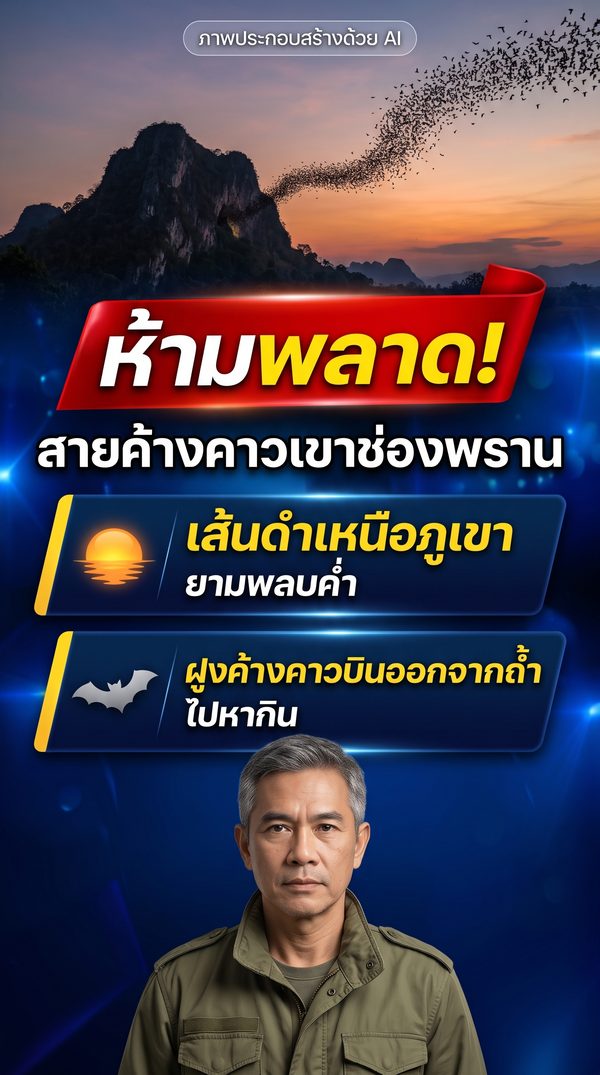 ภาพประกอบสร้างด้วย AI
ห้ามพลาด!
สายค้างคาวเขาช่องพราน
เส้นดำเหนือภูเขา
ยามพลบค่ำ
ฝูงค้างคาวบินออกจากถ้ำ
ไปหากิน